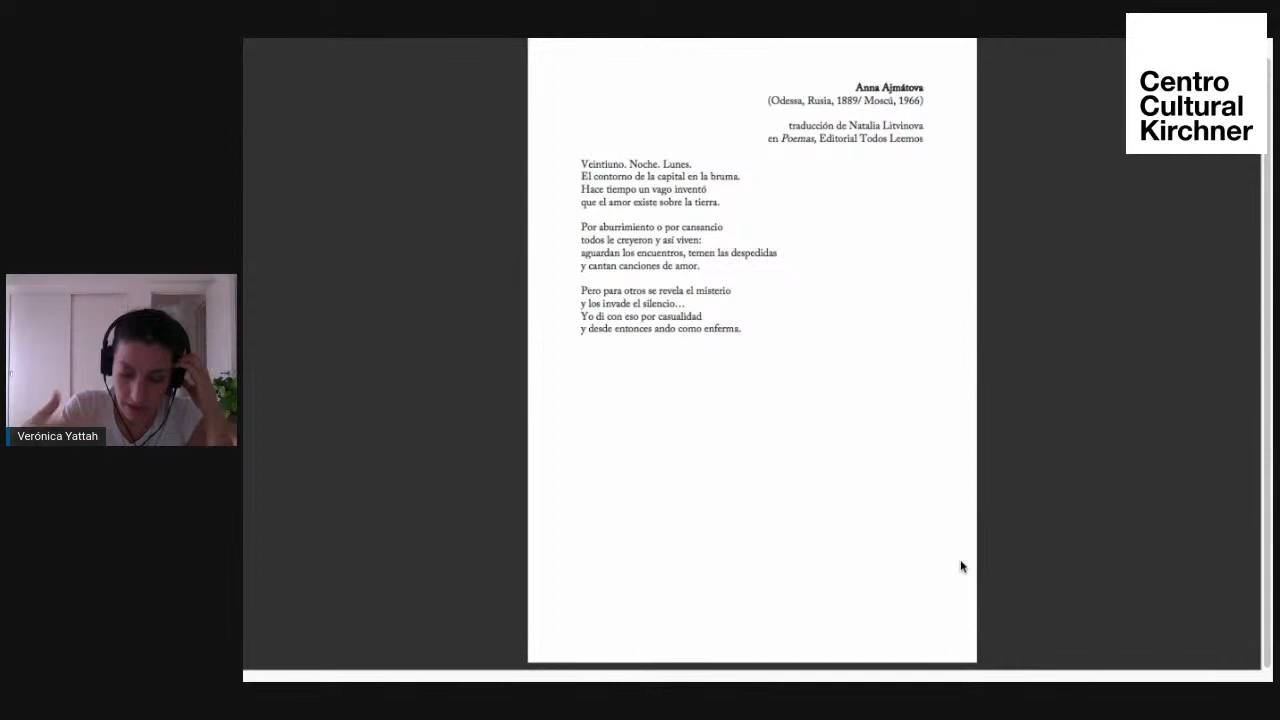 Centro
Cultural
Kirchner
Anna Ajmátova
(Odessa, Rusia, 1889/ Moscú, 1966)
traducción de Natalia Litvinova
en Poemas, Editorial Todos Leemos
Veintiuno. Noche. Lunes.
El contorno de la capital en la bruma.
Hace tiempo un vago inventó
que el amor existe sobre la tierra.
Por aburrimiento o por cansancio
todos le creyeron y así viven:
aguardan los encuentros, temen las despedidas
y cantan canciones de amor.
Pero para otros se revela el misterio
y los invade el silencio…
Yo di con eso por casualidad
y desde entonces ando como enferma.
Verónica Yattah